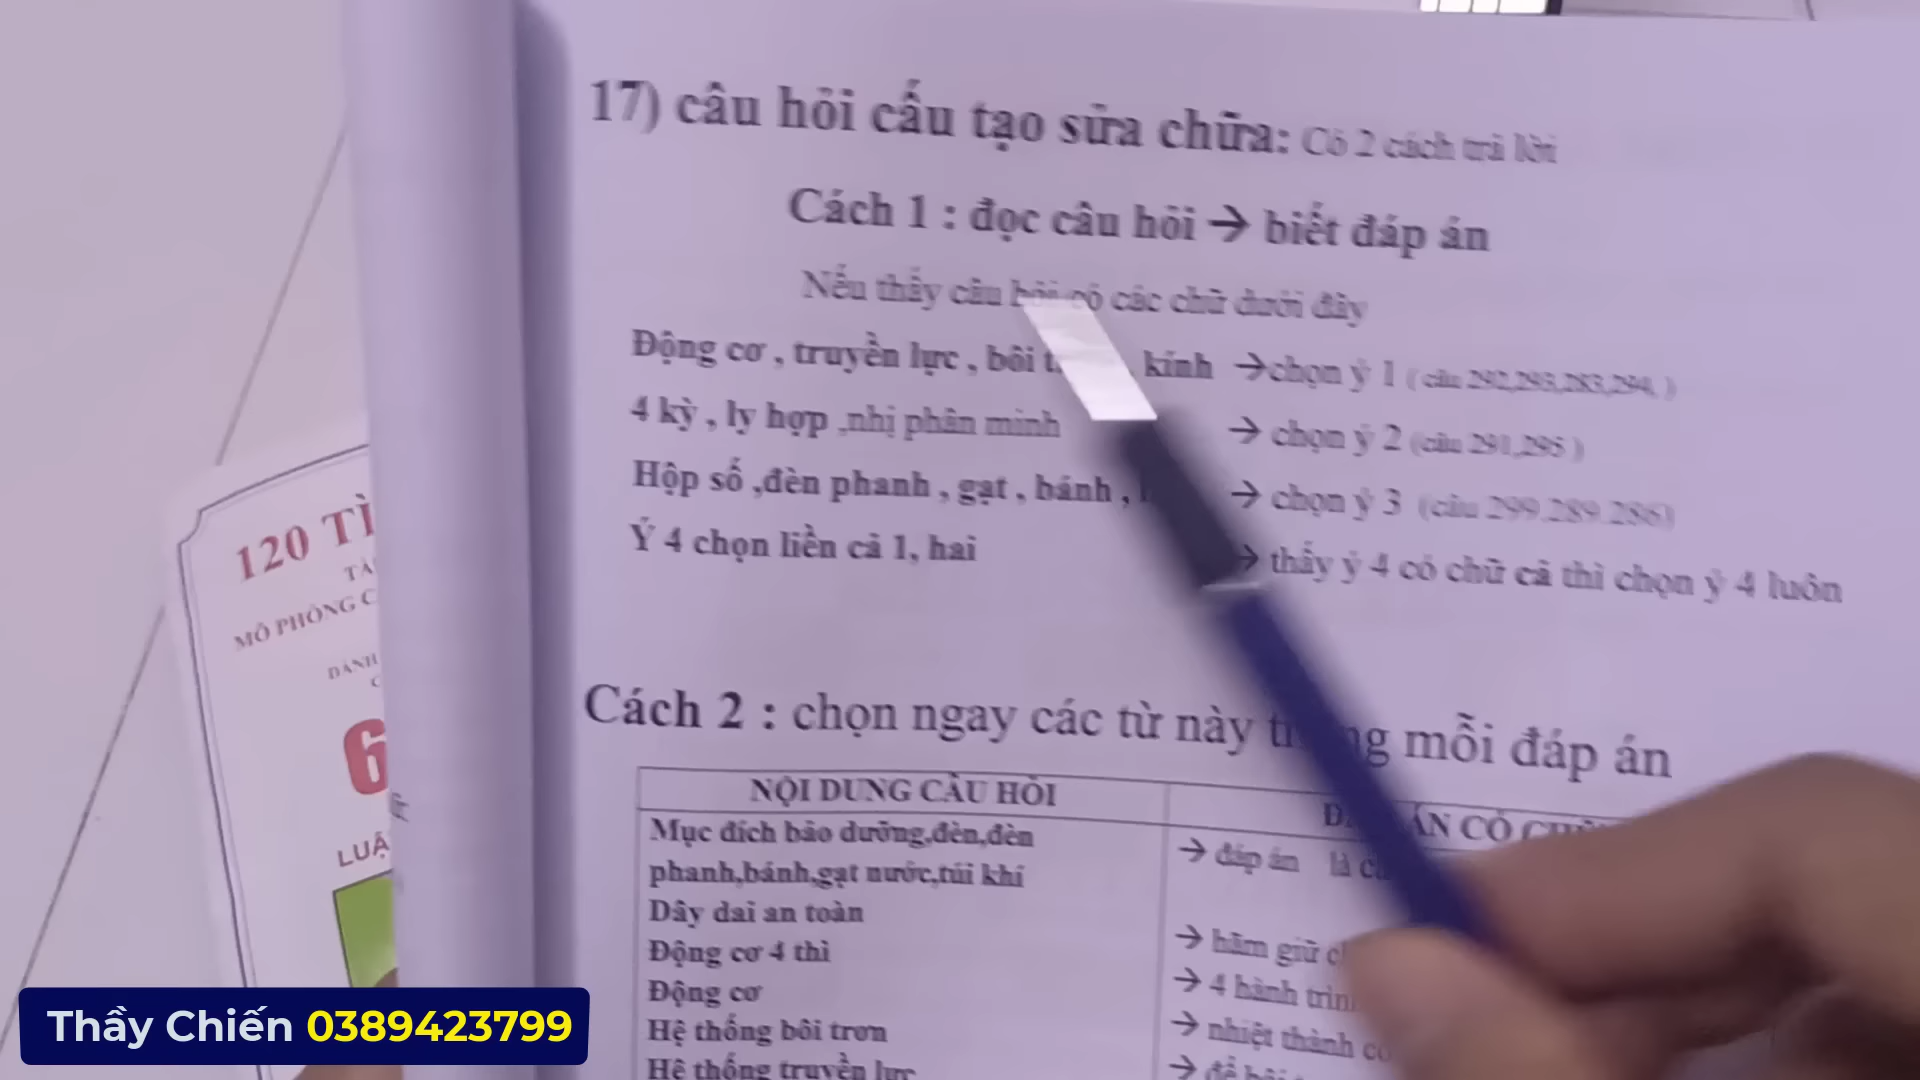 17) câu hỏi cấu tạo sửa chữa: Có 2 cách trả lời
Cách 1 : đọc câu hỏi → biết đáp án
Nếu thấy câu hỏi có các chữ dưới đây
Động cơ , truyền lực , bôi kính → chọn ý 1 ( câu 292,293,283,294, )
4 kỳ , ly hợp ,nhị phân minh → chọn ý 2 (câu 291,295 )
Hộp số ,đèn phanh , gạt , bánh , → chọn ý 3 (câu 299.289.286)
Ý 4 chọn liền cả 1, hai → thấy ý 4 có chữ cả thì chọn ý 4 luôn
Cách 2 : chọn ngay các từ này trong mỗi đáp án
NỘI DUNG CÂU HỎI
Mục đích bảo dưỡng,đèn,đèn → đáp án là
phanh,bánh,gạt nước,túi khí
Dây dai an toàn → hãm giữ
Động cơ 4 thì → 4 hành trình
Động cơ → nhiệt thành
Hệ thống bôi trơn → để bôi
Hệ thống truyền lực
120
MÔ PHỎNG
6
LUẬ
Thầy Chiến 0389423799